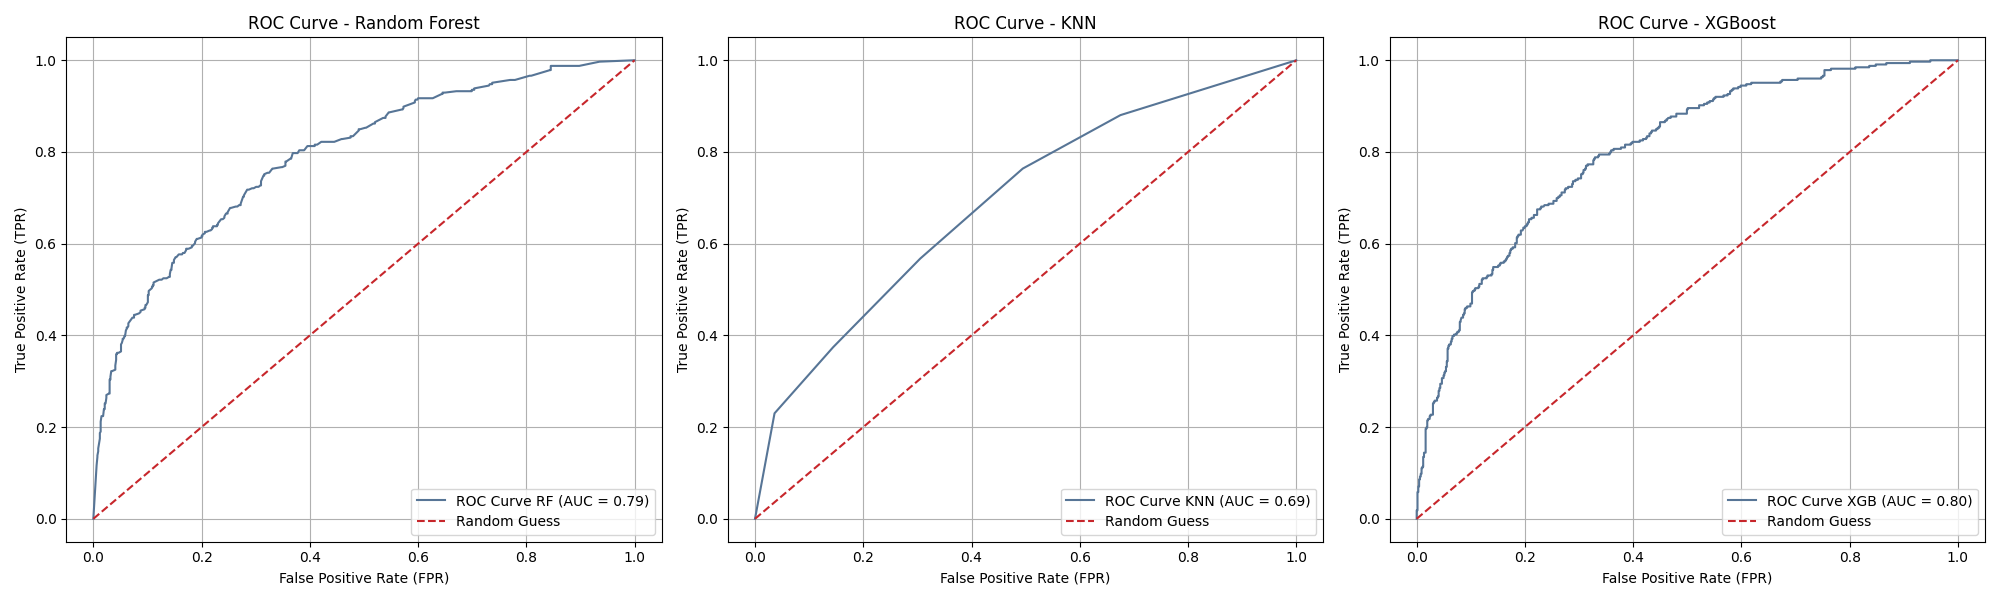 ROC Curve - Random Forest
True Positive Rate (TPR)
1.0
0.8
0.6
0.4
0.2
0.0
ROC Curve RF (AUC = 0.79)
Random Guess
0.0 0.2 0.4 0.6 0.8 1.0
False Positive Rate (FPR)
ROC Curve - KNN
True Positive Rate (TPR)
1.0
0.8
0.6
0.4
0.2
0.0
ROC Curve KNN (AUC = 0.69)
Random Guess
0.0 0.2 0.4 0.6 0.8 1.0
False Positive Rate (FPR)
ROC Curve - XGBoost
True Positive Rate (TPR)
1.0
0.8
0.6
0.4
0.2
0.0
ROC Curve XGB (AUC = 0.80)
Random Guess
0.0 0.2 0.4 0.6 0.8 1.0
False Positive Rate (FPR)